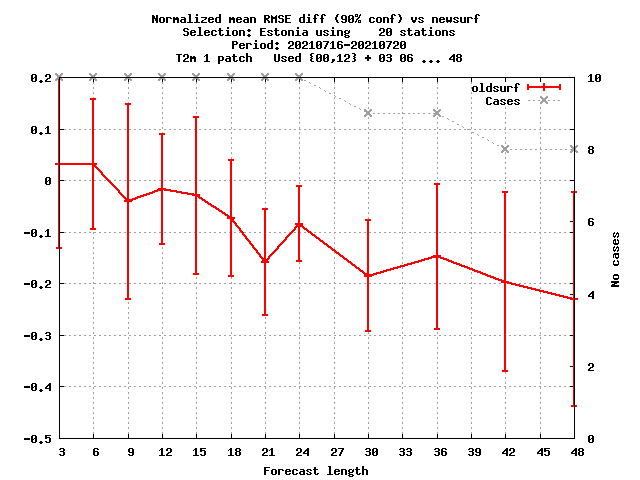 Normalized mean RMSE diff (90% conf) vs newsurf
Selection: Estonia using    20 stations
Period: 20210716-20210720
T2m 1 patch   Used {00,12} + 03 06 ... 48
oldsurf
Cases
0.2
0.1
0
-0.1
-0.2
-0.3
-0.4
-0.5
10
8
6
4
2
0
No cases
3 6 9 12 15 18 21 24 27 30 33 36 39 42 45 48
Forecast length